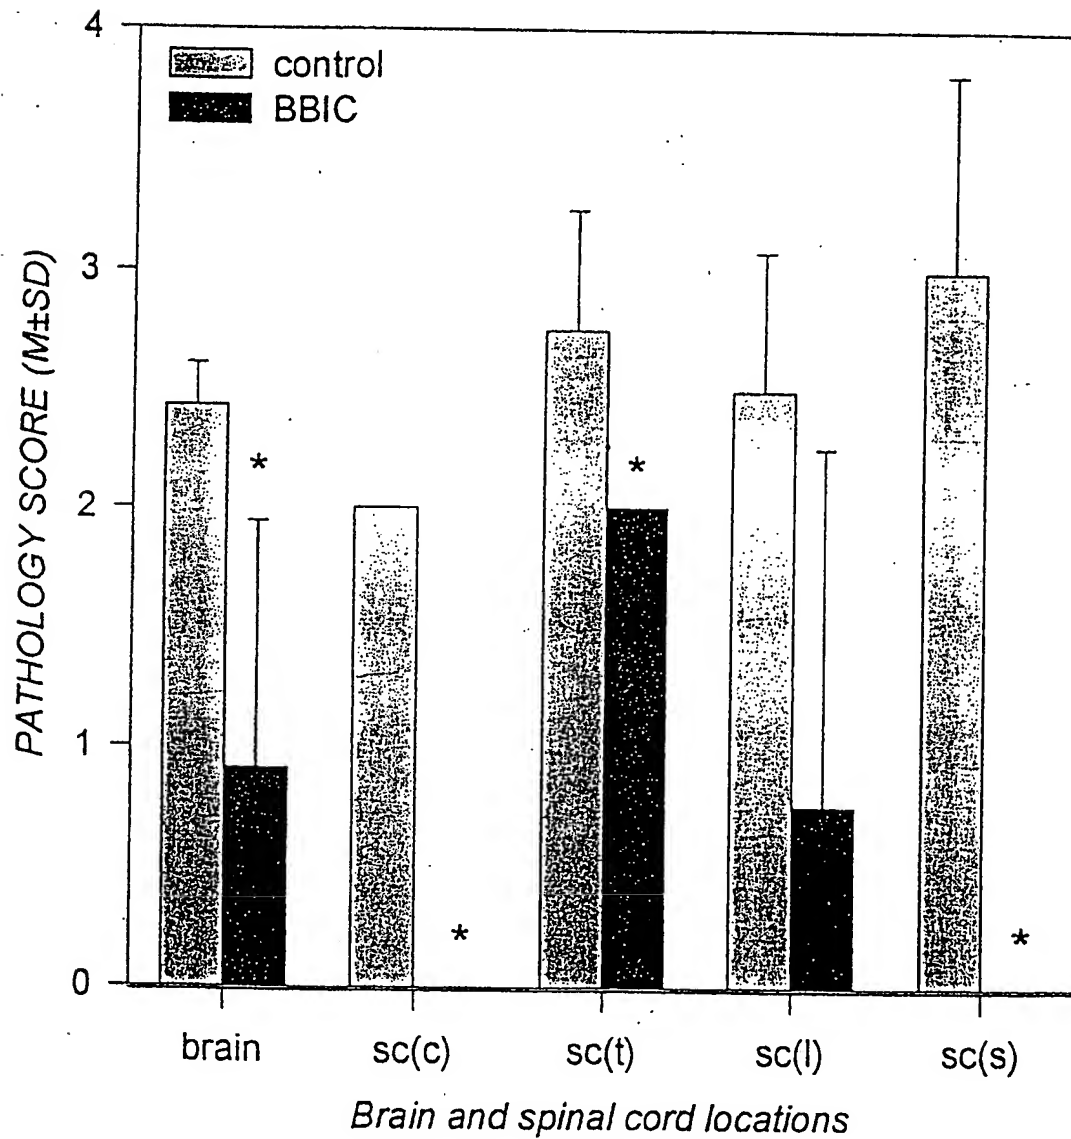 control
BBIC
PATHOLOGY SCORE (M±SD)
4
3
2
1
0
*
*
*
*
brain
sc(c)
sc(t)
sc(l)
sc(s)
Brain and spinal cord locations